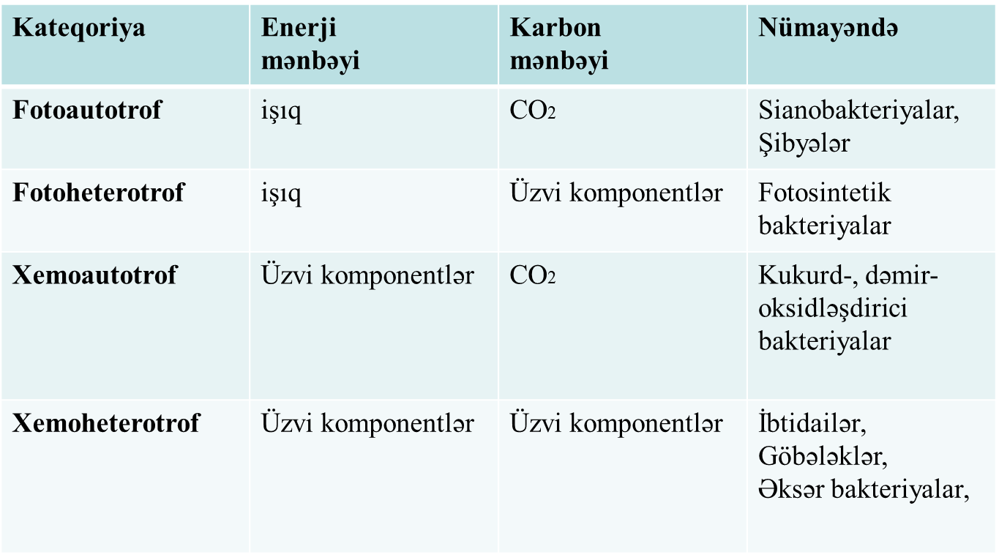 Kateqoriya
Enerji
mənbəyi
Karbon
mənbəyi
Nümayəndə
Fotoautotrof
işıq
CO2
Sianobakteriyalar,
Şibyələr
Fotoheterotrof
işıq
Üzvi komponentlər
Fotosintetik
bakteriyalar
Xemoautotrof
Üzvi komponentlər
CO2
Kukurd-, dəmir-
oksidləşdirici
bakteriyalar
Xemoheterotrof
Üzvi komponentlər
Üzvi komponentlər
İbtidailər,
Göbələklər,
Əksər bakteriyalar,